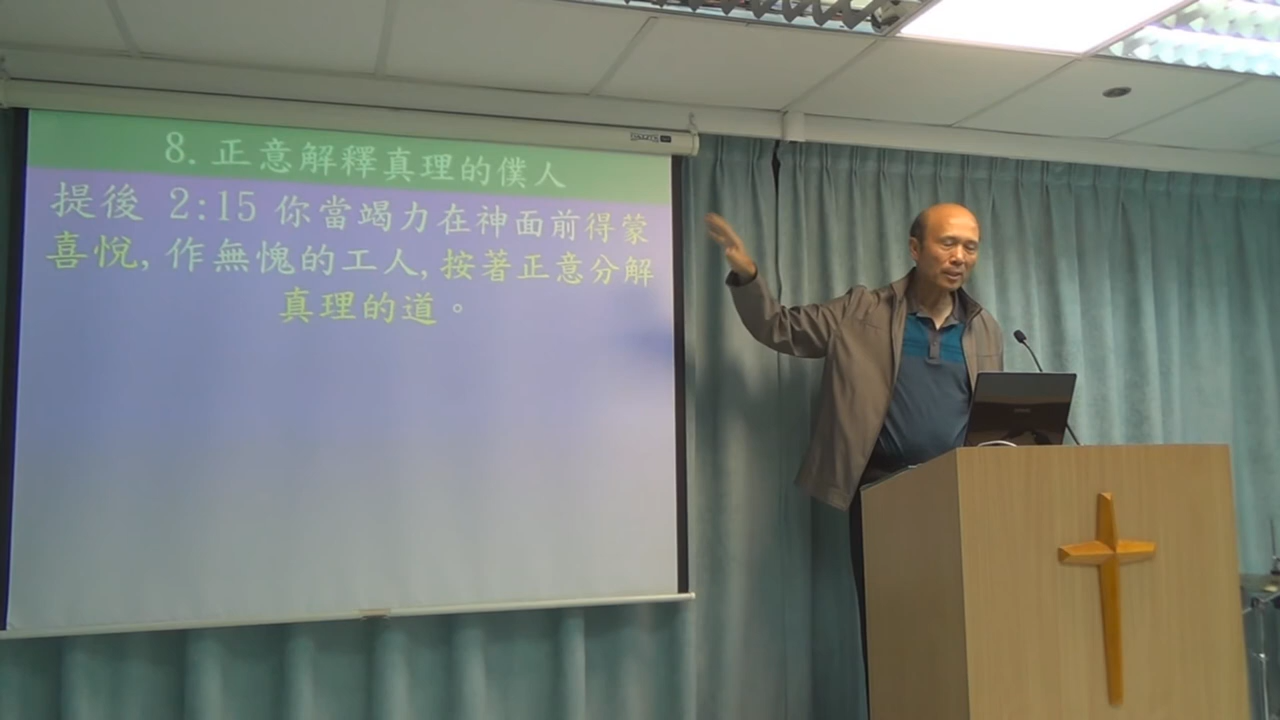 8. 正意解釋真理的僕人
提後 2:15 你當竭力在神面前得蒙
喜悅, 作無愧的工人, 按著正意分解
真理的道。